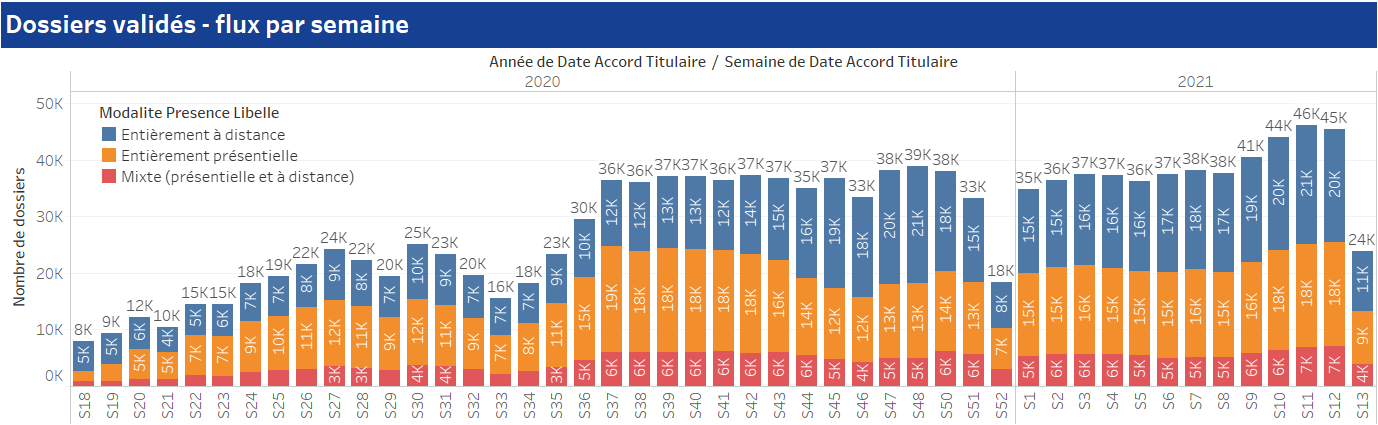 Dossiers validés - flux par semaine
Année de Date Accord Titulaire / Semaine de Date Accord Titulaire
2020 2021
Nombre de dossiers
50K
40K
30K
20K
10K
0K
Modalite Presence Libelle
Entièrement à distance
Entièrement présentielle
Mixte (présentielle et à distance)
8K 9K 12K 10K 15K 15K 18K 19K 22K 24K 22K 20K 25K 23K 20K 16K 18K 23K 30K 36K 36K 37K 37K 36K 37K 37K 35K 37K 33K 38K 39K 38K 33K 18K 35K 36K 37K 37K 36K 37K 38K 38K 41K 44K 46K 45K 24K
5K 5K 6K 4K 5K 6K 7K 7K 8K 9K 8K 7K 10K 9K 7K 7K 7K 9K 10K 12K 12K 13K 13K 12K 14K 15K 16K 16K 18K 20K 21K 18K 15K 8K 15K 15K 16K 16K 16K 17K 17K 17K 19K 20K 21K 20K 11K
5K 5K 7K 7K 9K 10K 11K 12K 11K 9K 12K 11K 9K 7K 8K 11K 15K 19K 18K 18K 18K 18K 18K 16K 14K 12K 12K 13K 13K 14K 13K 7K 15K 15K 16K 15K 15K 15K 16K 15K 16K 18K 18K 18K 9K
3K 3K 4K 4K 3K 5K 6K 6K 6K 6K 6K 6K 6K 6K 5K 4K 5K 5K 6K 6K 5K 6K 6K 6K 5K 5K 5K 5K 6K 6K 7K 7K 4K
S18 S19 S20 S21 S22 S23 S24 S25 S26 S27 S28 S29 S30 S31 S32 S33 S34 S35 S36 S37 S38 S39 S40 S41 S42 S43 S44 S45 S46 S47 S48 S50 S51 S52 S1 S2 S3 S4 S5 S6 S7 S8 S9 S10 S11 S12 S13